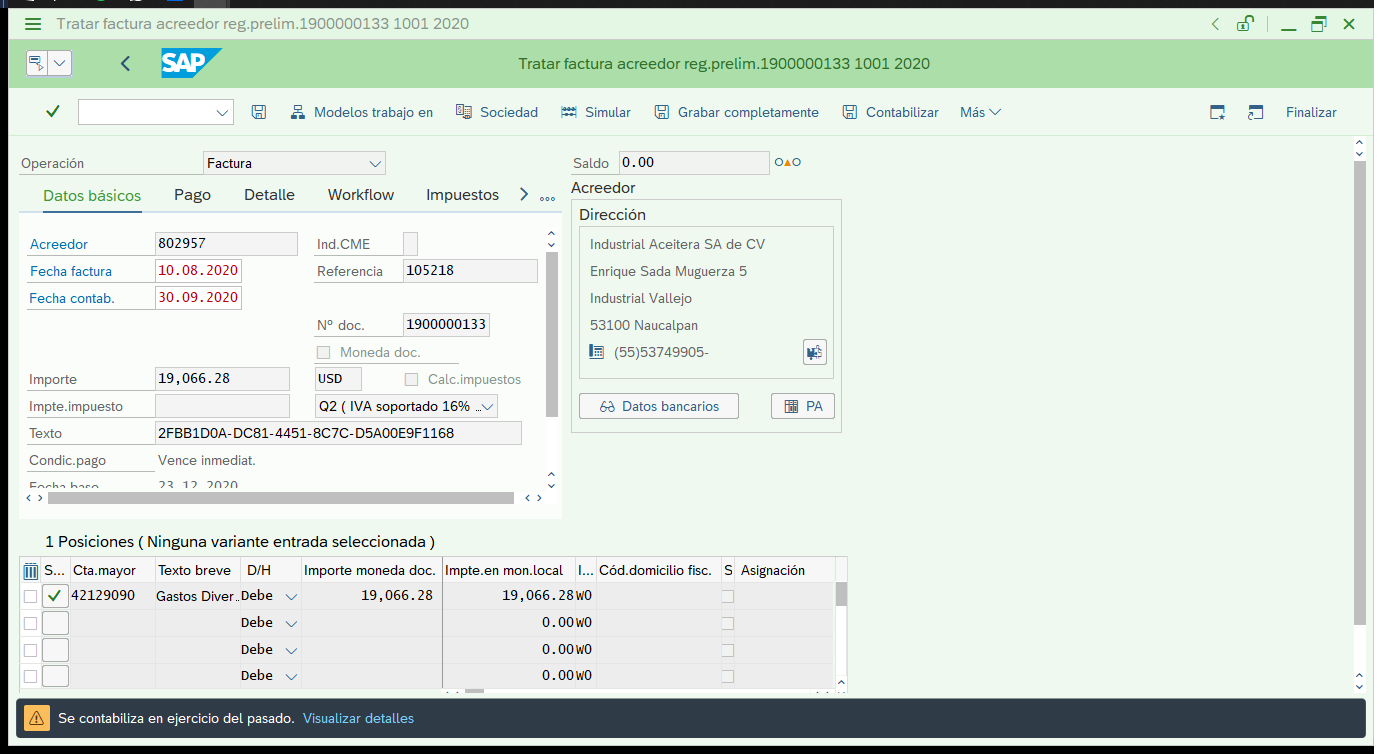 Tratar factura acreedor reg.prelim.1900000133 1001 2020
SAP
Tratar factura acreedor reg.prelim.1900000133 1001 2020
Modelos trabajo en
Sociedad
Simular
Grabar completamente
Contabilizar
Más
Finalizar
Operación Factura
Saldo 0.00
Datos básicos Pago Detalle Workflow Impuestos
Acreedor 802957 Ind.CME
Fecha factura 10.08.2020 Referencia 105218
Fecha contab. 30.09.2020
Nº doc. 1900000133
Moneda doc.
Importe 19,066.28 USD Calc.impuestos
Impte.impuesto Q2 ( IVA soportado 16% ...
Texto 2FBB1D0A-DC81-4451-8C7C-D5A00E9F1168
Condic.pago Vence inmediat.
Fecha base 23.12.2020
Acreedor
Dirección
Industrial Aceitera SA de CV
Enrique Sada Muguerza 5
Industrial Vallejo
53100 Naucalpan
(55)53749905-
Datos bancarios PA
1 Posiciones ( Ninguna variante entrada seleccionada )
S... Cta.mayor Texto breve D/H Importe moneda doc. Impte.en mon.local I... Cód.domicilio fisc. S Asignación
42129090 Gastos Diver... Debe 19,066.28 19,066.28 W0
Debe 0.00 W0
Debe 0.00 W0
Debe 0.00 W0
Se contabiliza en ejercicio del pasado. Visualizar detalles